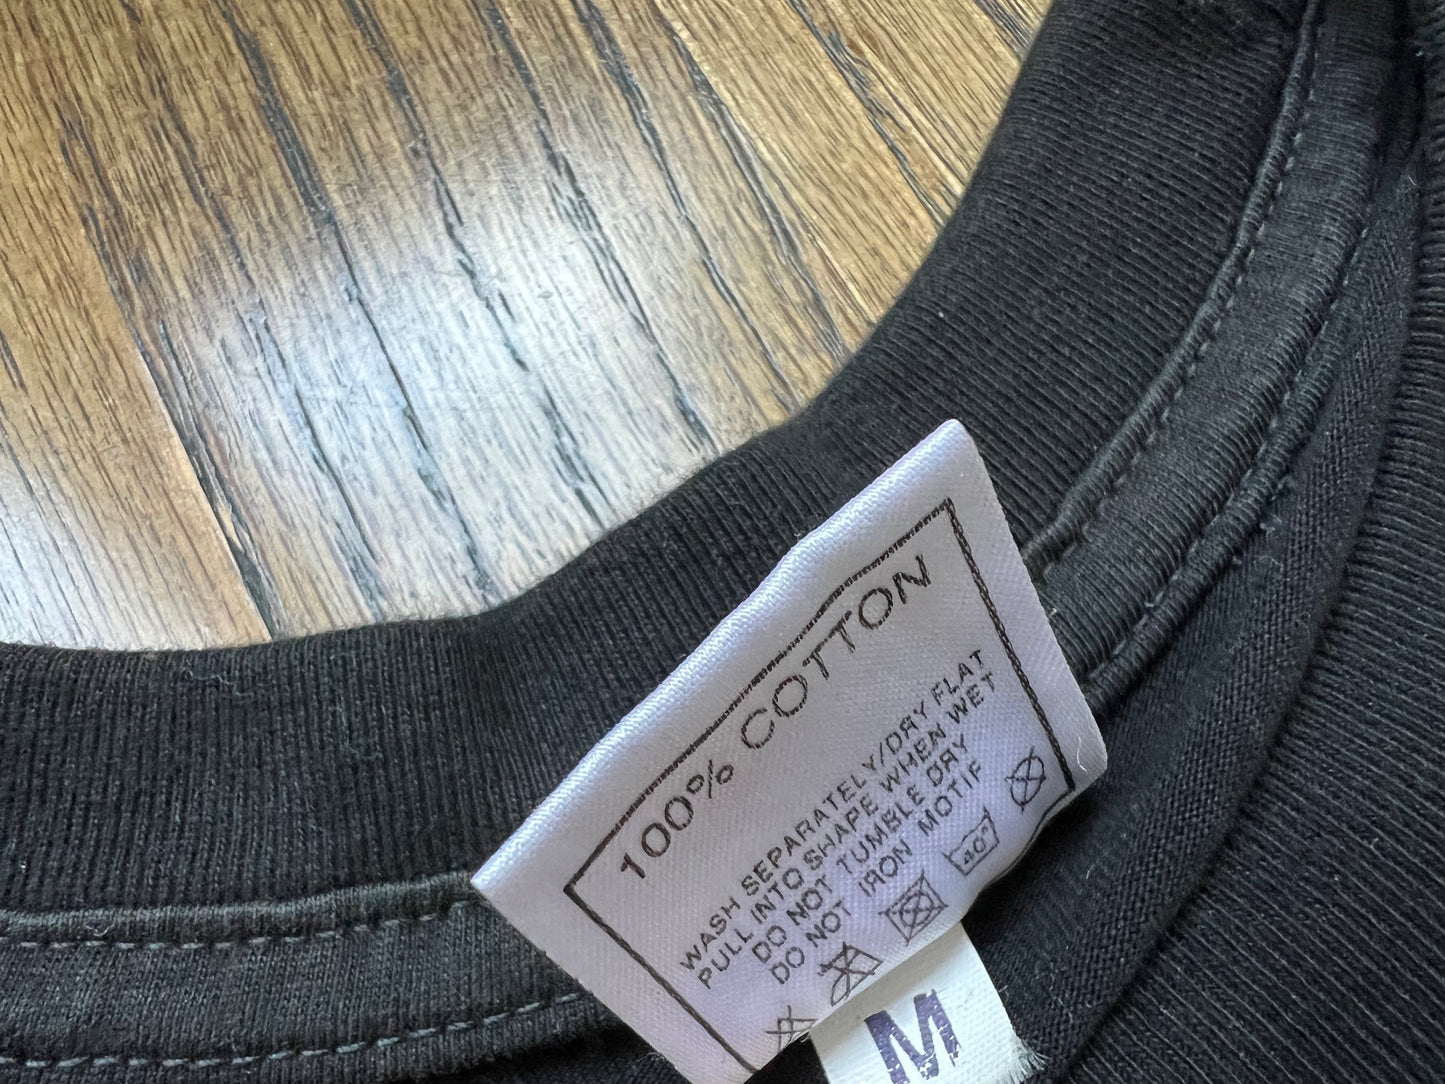 100% COTTON
WASH SEPARATELY/DRY FLAT
PULL INTO SHAPE WHEN WET
DO NOT TUMBLE DRY
DO NOT IRON MOTIF
40°
M